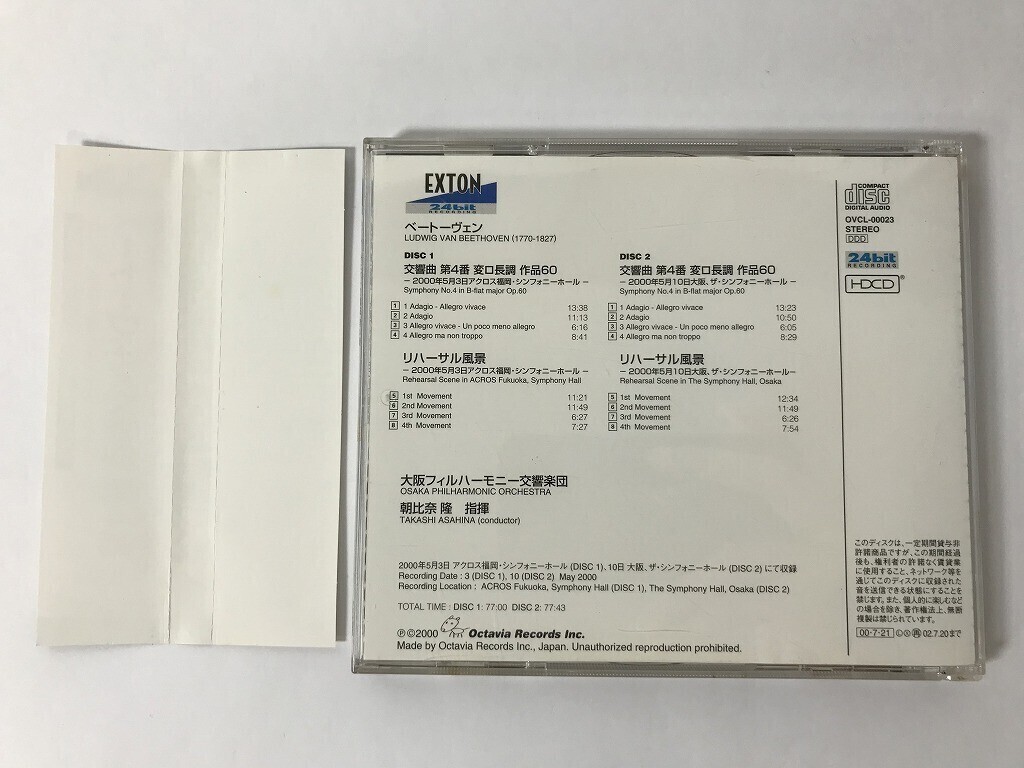 EXTON
24bit
RECORDING
ベートーヴェン
LUDWIG VAN BEETHOVEN (1770-1827)
DISC 1
交響曲 第4番 変ロ長調 作品60
− 2000年5月3日アクロス福岡・シンフォニーホール −
Symphony No.4 in B-flat major Op.60
1 1 Adagio - Allegro vivace 13:38
2 2 Adagio 11:13
3 3 Allegro vivace - Un poco meno allegro 6:16
4 4 Allegro ma non troppo 8:41
リハーサル風景
− 2000年5月3日アクロス福岡・シンフォニーホール −
Rehearsal Scene in ACROS Fukuoka, Symphony Hall
5 1st Movement 11:21
6 2nd Movement 11:49
7 3rd Movement 6:27
8 4th Movement 7:27
DISC 2
交響曲 第4番 変ロ長調 作品60
− 2000年5月10日大阪、ザ・シンフォニーホール −
Symphony No.4 in B-flat major Op.60
1 1 Adagio - Allegro vivace 13:23
2 2 Adagio 10:50
3 3 Allegro vivace - Un poco meno allegro 6:05
4 4 Allegro ma non troppo 8:29
リハーサル風景
− 2000年5月10日大阪、ザ・シンフォニーホール−
Rehearsal Scene in The Symphony Hall, Osaka
5 1st Movement 12:34
6 2nd Movement 11:49
7 3rd Movement 6:26
8 4th Movement 7:54
大阪フィルハーモニー交響楽団
OSAKA PHILHARMONIC ORCHESTRA
朝比奈 隆 指揮
TAKASHI ASAHINA (conductor)
2000年5月3日 アクロス福岡・シンフォニーホール (DISC 1)、10日 大阪、ザ・シンフォニーホール (DISC 2) にて収録
Recording Date : 3 (DISC 1), 10 (DISC 2) May 2000
Recording Location : ACROS Fukuoka, Symphony Hall (DISC 1), The Symphony Hall, Osaka (DISC 2)
TOTAL TIME : DISC 1: 77:00 DISC 2: 77:43
Ⓟ©2000 Octavia Records Inc.
Made by Octavia Records Inc., Japan. Unauthorized reproduction prohibited.
COMPACT
disc
DIGITAL AUDIO
OVCL-00023
STEREO
DDD
24bit
RECORDING
HDCD®
このディスクは、一定期間貸与非
許諾商品ですが、この期間経過
後も、権利者の許諾なく賃貸業
に使用すること、ネットワーク等を
通じてこのディスクに収録された
音を送信できる状態にすることを
禁じます。また、個人的に楽しむなど
の場合を除き、著作権法上、無断
複製は禁じられています。
00・7・21 Ⓛ Ⓧ 再 02.7.20まで